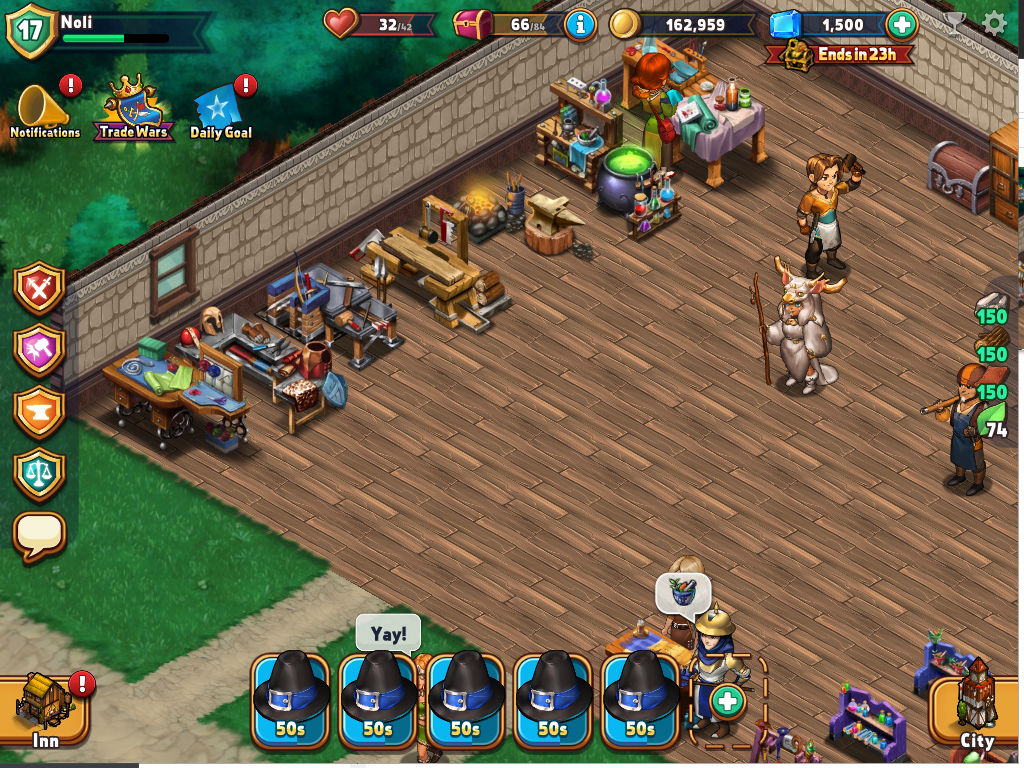 17
Noli
32/42
66/84
i
162,959
1,500
Ends in 23h
!
!
Notifications
Trade Wars
Daily Goal
150
150
150
74
Yay!
50s
50s
50s
50s
50s
!
Inn
City